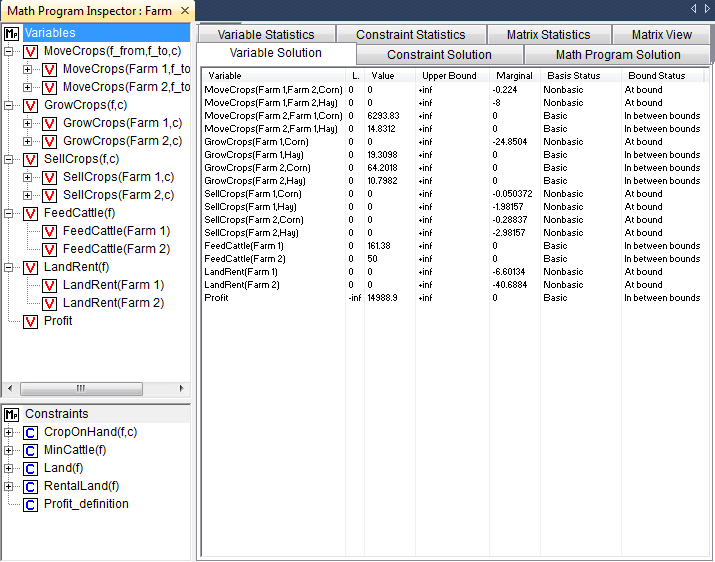 Math Program Inspector : Farm
Variables
MoveCrops(f_from,f_to,c)
MoveCrops(Farm 1,f_to
MoveCrops(Farm 2,f_to
GrowCrops(f,c)
GrowCrops(Farm 1,c)
GrowCrops(Farm 2,c)
SellCrops(f,c)
SellCrops(Farm 1,c)
SellCrops(Farm 2,c)
FeedCattle(f)
FeedCattle(Farm 1)
FeedCattle(Farm 2)
LandRent(f)
LandRent(Farm 1)
LandRent(Farm 2)
Profit
Constraints
CropOnHand(f,c)
MinCattle(f)
Land(f)
RentalLand(f)
Profit_definition
Variable Statistics Constraint Statistics Matrix Statistics Matrix View
Variable Solution Constraint Solution Math Program Solution
Variable L. Value Upper Bound Marginal Basis Status Bound Status
MoveCrops(Farm 1,Farm 2,Corn) 0 0 +inf -0.224 Nonbasic At bound
MoveCrops(Farm 1,Farm 2,Hay) 0 0 +inf -8 Nonbasic At bound
MoveCrops(Farm 2,Farm 1,Corn) 0 6293.83 +inf 0 Basic In between bounds
MoveCrops(Farm 2,Farm 1,Hay) 0 14.8312 +inf 0 Basic In between bounds
GrowCrops(Farm 1,Corn) 0 0 +inf -24.8504 Nonbasic At bound
GrowCrops(Farm 1,Hay) 0 19.3098 +inf 0 Basic In between bounds
GrowCrops(Farm 2,Corn) 0 64.2018 +inf 0 Basic In between bounds
GrowCrops(Farm 2,Hay) 0 10.7982 +inf 0 Basic In between bounds
SellCrops(Farm 1,Corn) 0 0 +inf -0.050372 Nonbasic At bound
SellCrops(Farm 1,Hay) 0 0 +inf -1.98157 Nonbasic At bound
SellCrops(Farm 2,Corn) 0 0 +inf -0.28837 Nonbasic At bound
SellCrops(Farm 2,Hay) 0 0 +inf -2.98157 Nonbasic At bound
FeedCattle(Farm 1) 0 161.38 +inf 0 Basic In between bounds
FeedCattle(Farm 2) 0 50 +inf 0 Basic In between bounds
LandRent(Farm 1) 0 0 +inf -6.60134 Nonbasic At bound
LandRent(Farm 2) 0 0 +inf -40.6884 Nonbasic At bound
Profit -inf 14988.9 +inf 0 Basic In between bounds